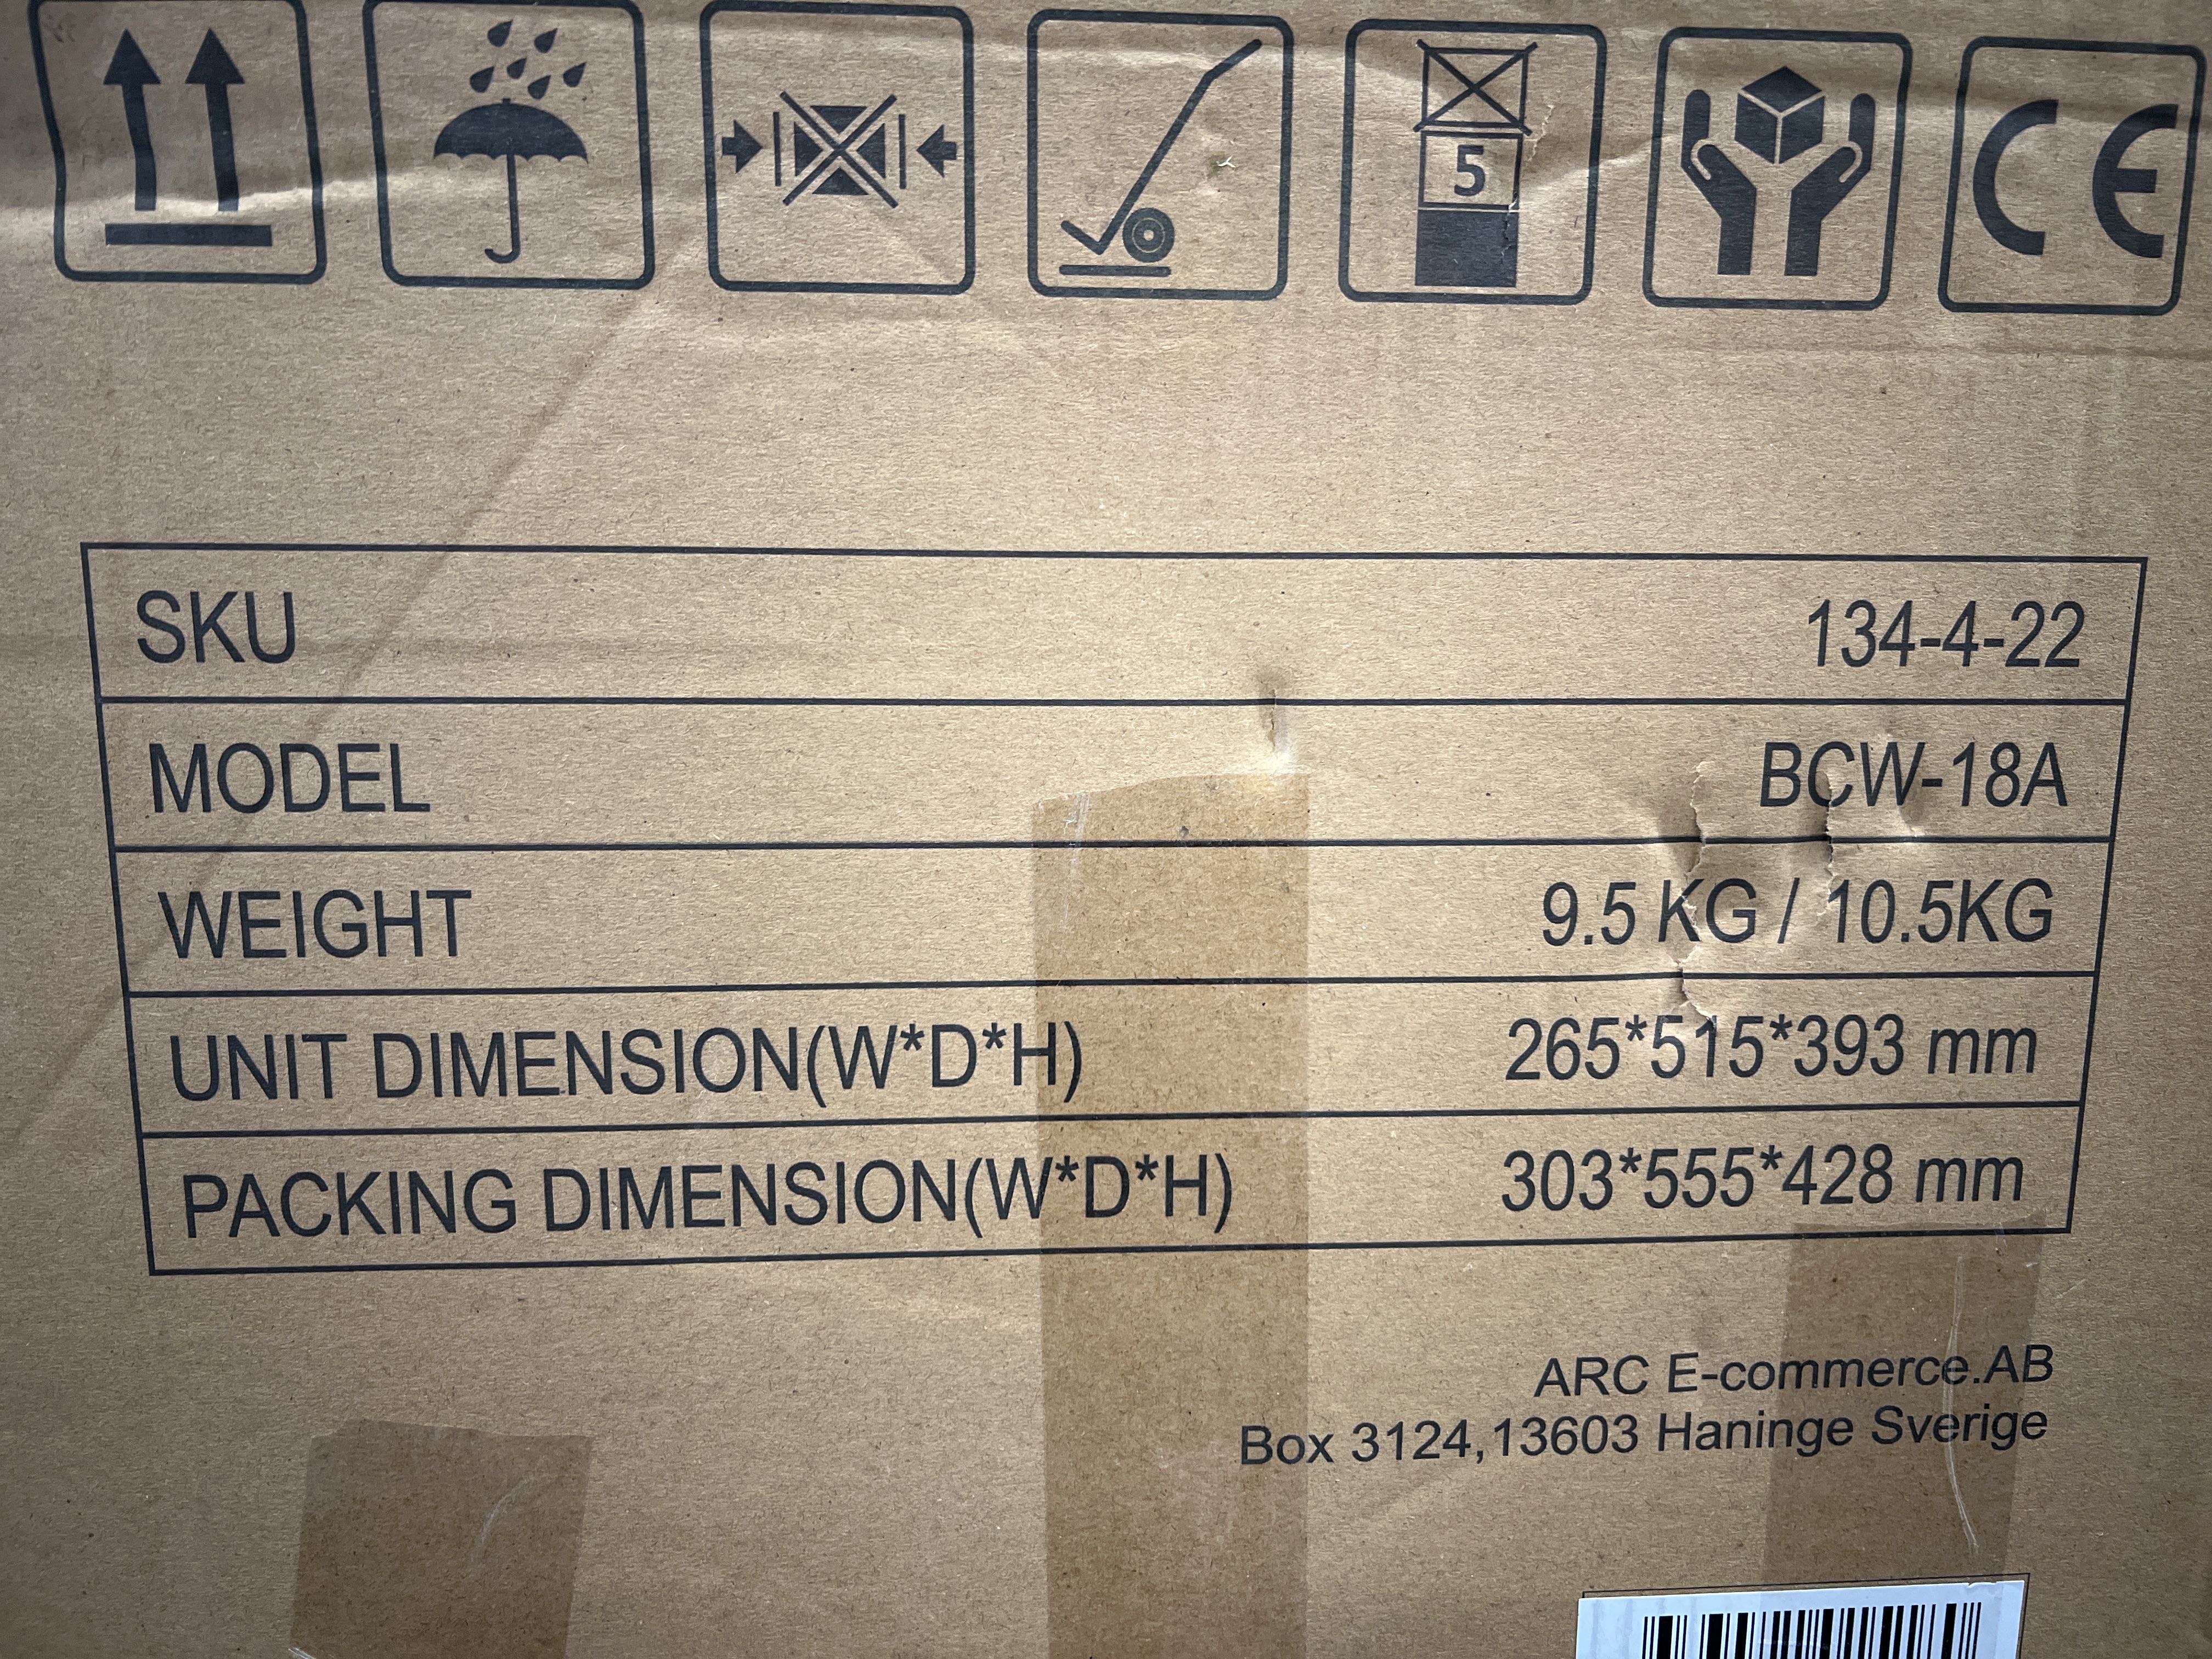 5
CE
SKU 134-4-22
MODEL BCW-18A
WEIGHT 9.5 KG / 10.5KG
UNIT DIMENSION(W*D*H) 265*515*393 mm
PACKING DIMENSION(W*D*H) 303*555*428 mm
ARC E-commerce.AB
Box 3124,13603 Haninge Sverige